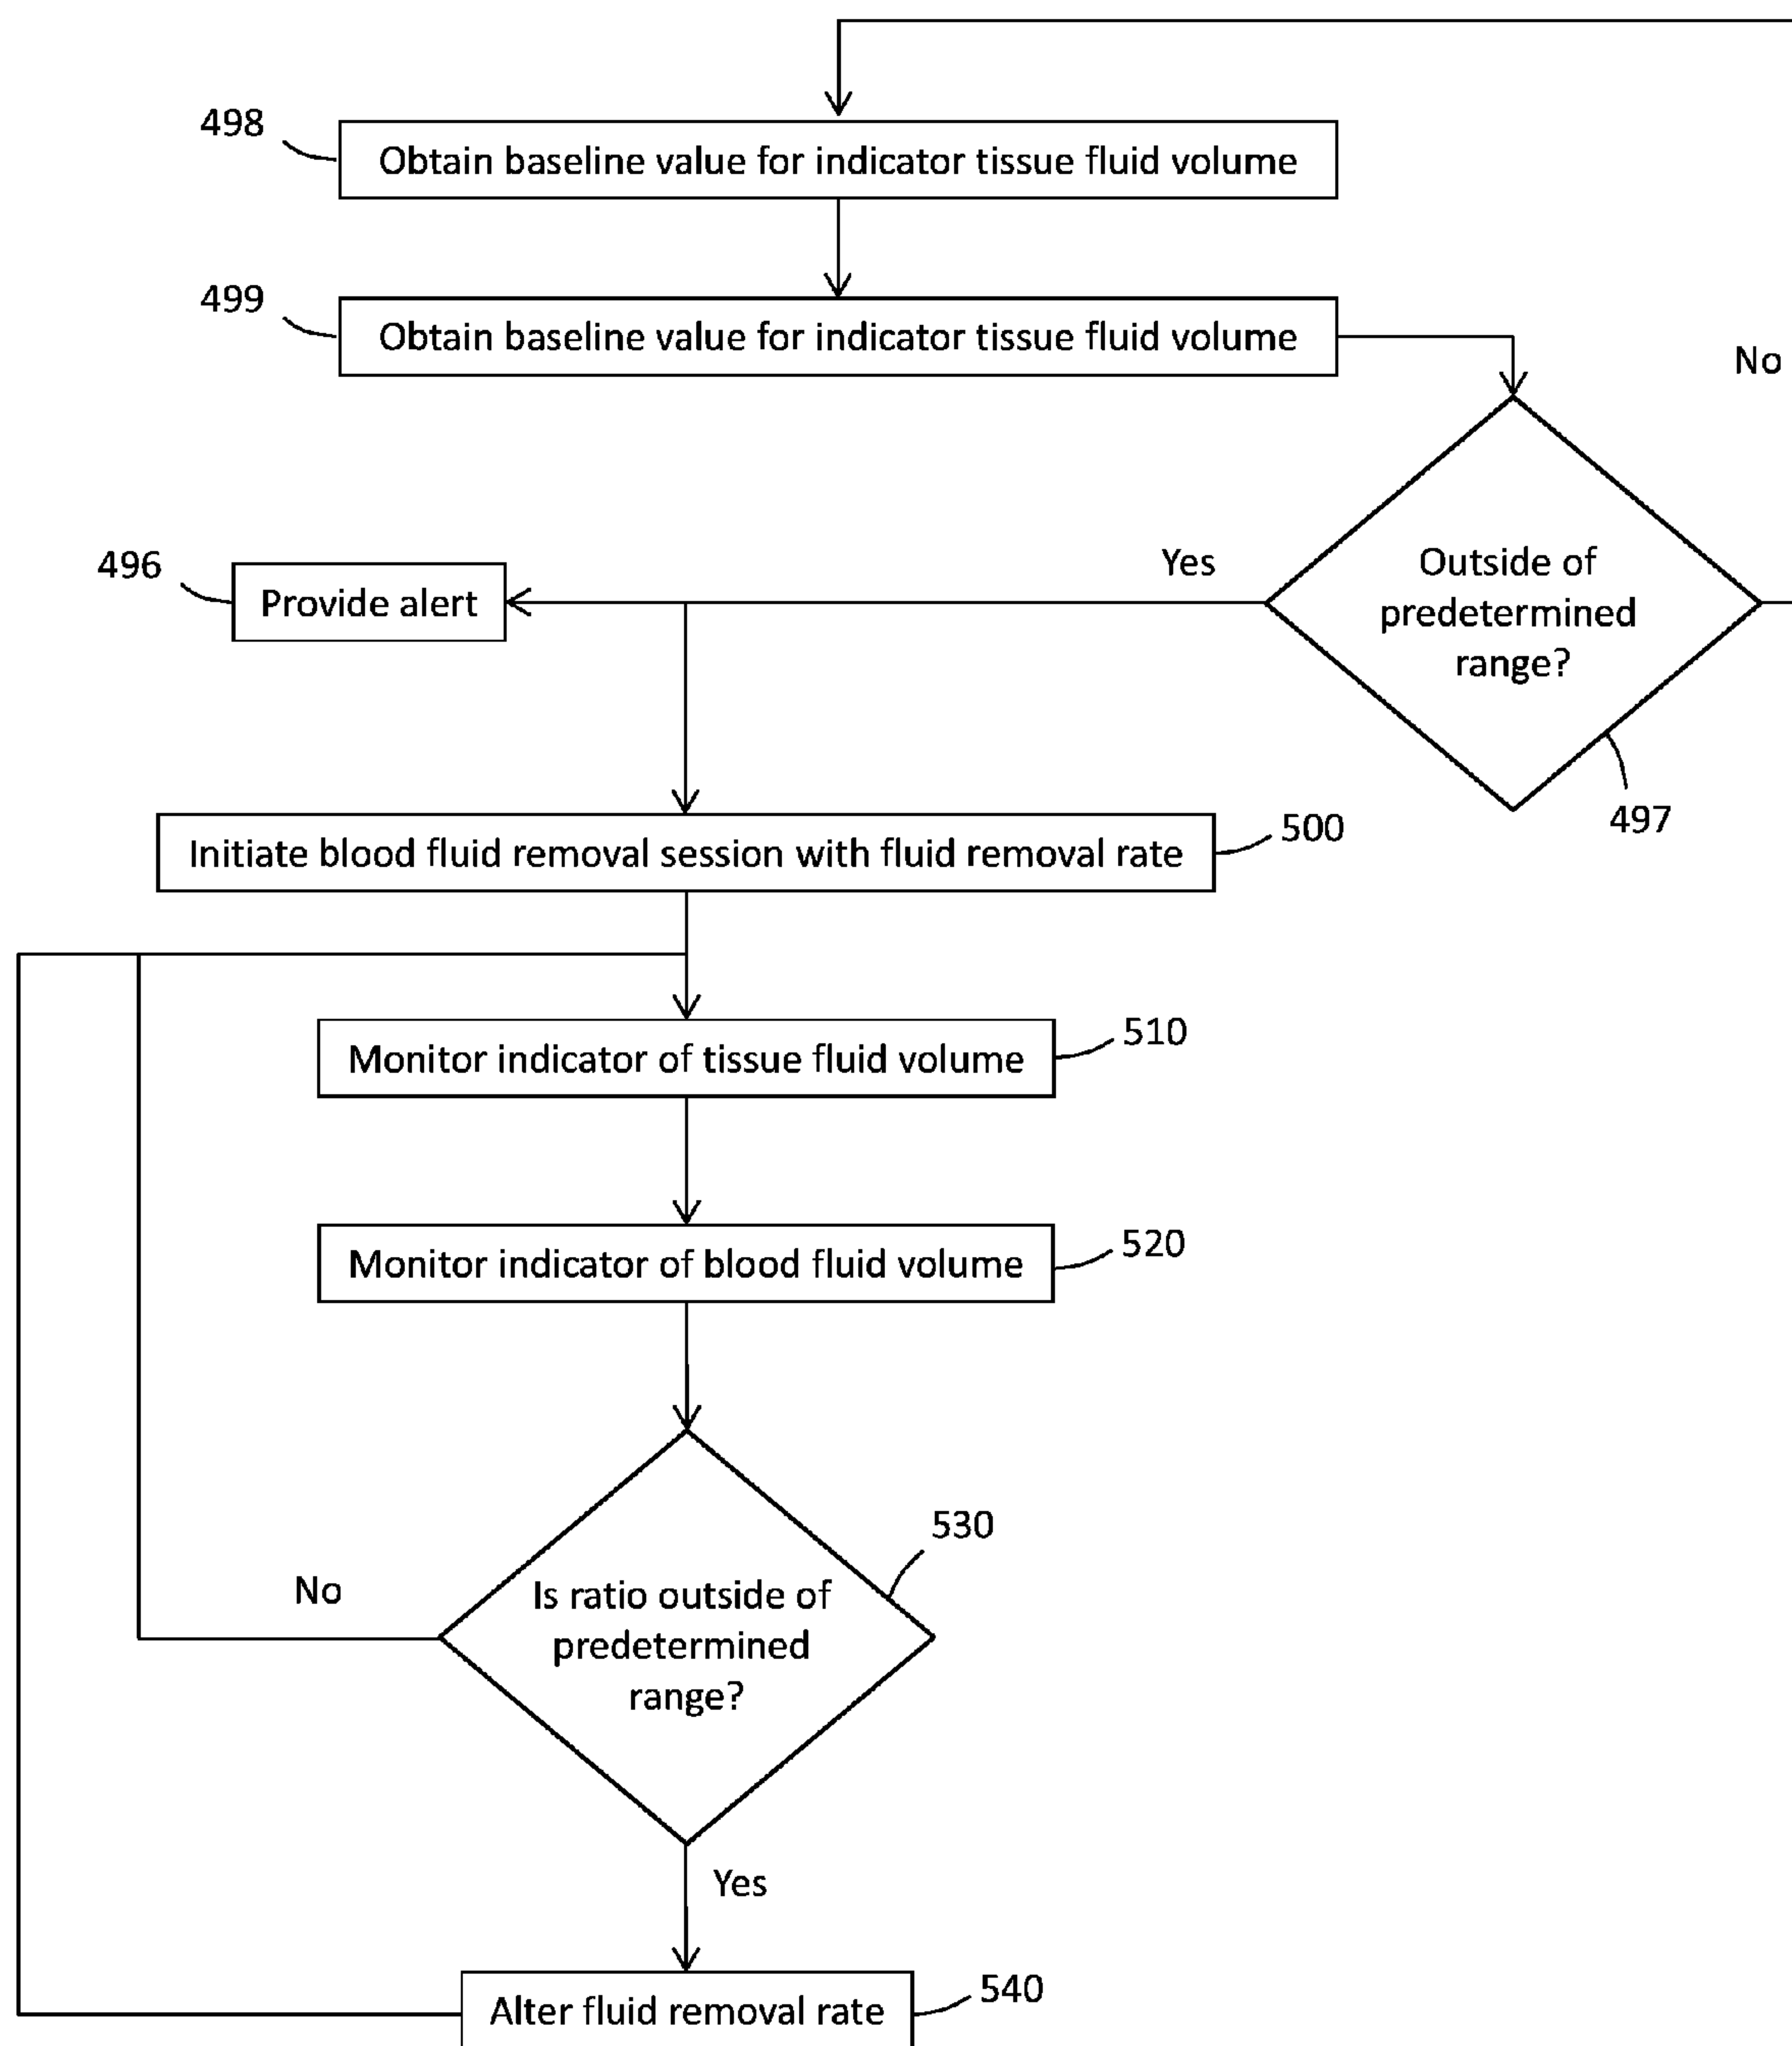 498
Obtain baseline value for indicator tissue fluid volume
499
Obtain baseline value for indicator tissue fluid volume
No
496
Provide alert
Yes
Outside of
predetermined
range?
497
Initiate blood fluid removal session with fluid removal rate
500
Monitor indicator of tissue fluid volume
510
Monitor indicator of blood fluid volume
520
530
No
Is ratio outside of
predetermined
range?
Yes
Alter fluid removal rate
540